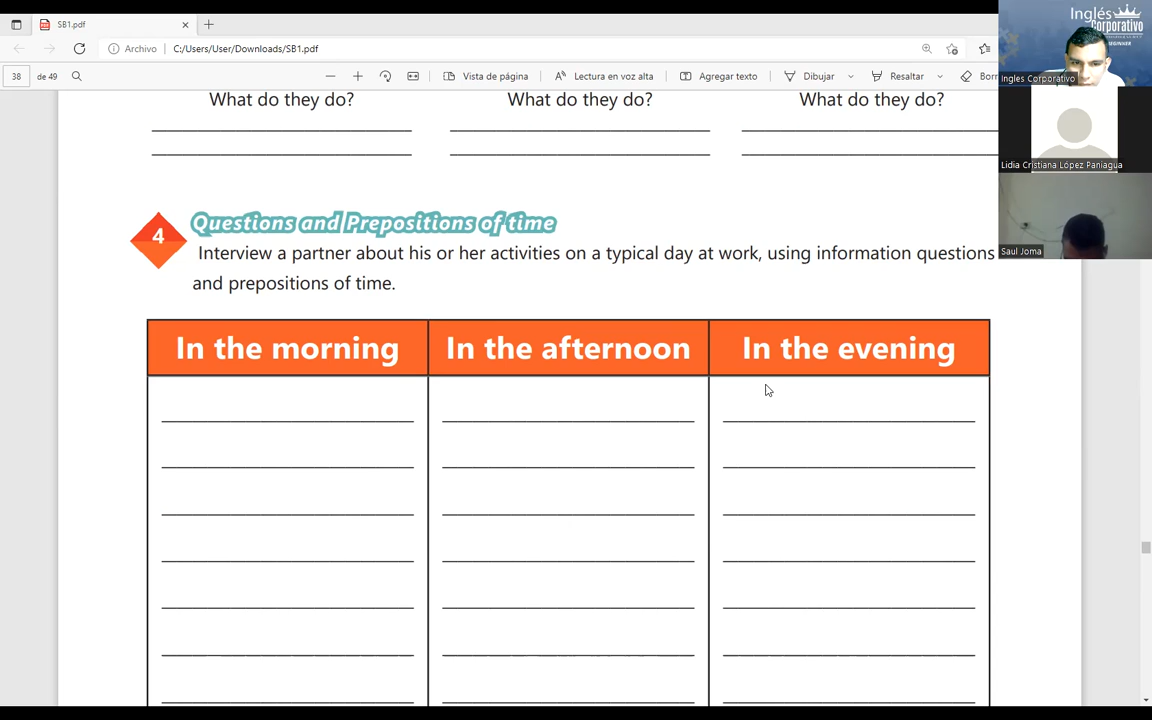 SB1.pdf
Archivo C:/Users/User/Downloads/SB1.pdf
38 de 49 Vista de página Lectura en voz alta Agregar texto Dibujar Resaltar Borr
What do they do? What do they do? What do they do?
4 Questions and Prepositions of time
Interview a partner about his or her activities on a typical day at work, using information questions
and prepositions of time.
In the morning In the afternoon In the evening
Inglés
Corporativo
Ingles Corporativo
Lidia Cristiana López Paniagua
Saul Joma